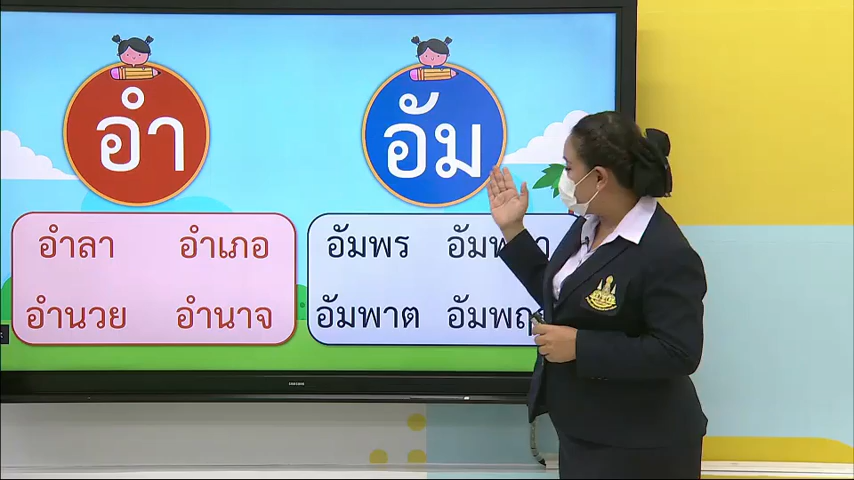 อำ
อัม
อำลา อำเภอ
อำนวย อำนาจ
อัมพร
อัมพาต
SAMSUNG